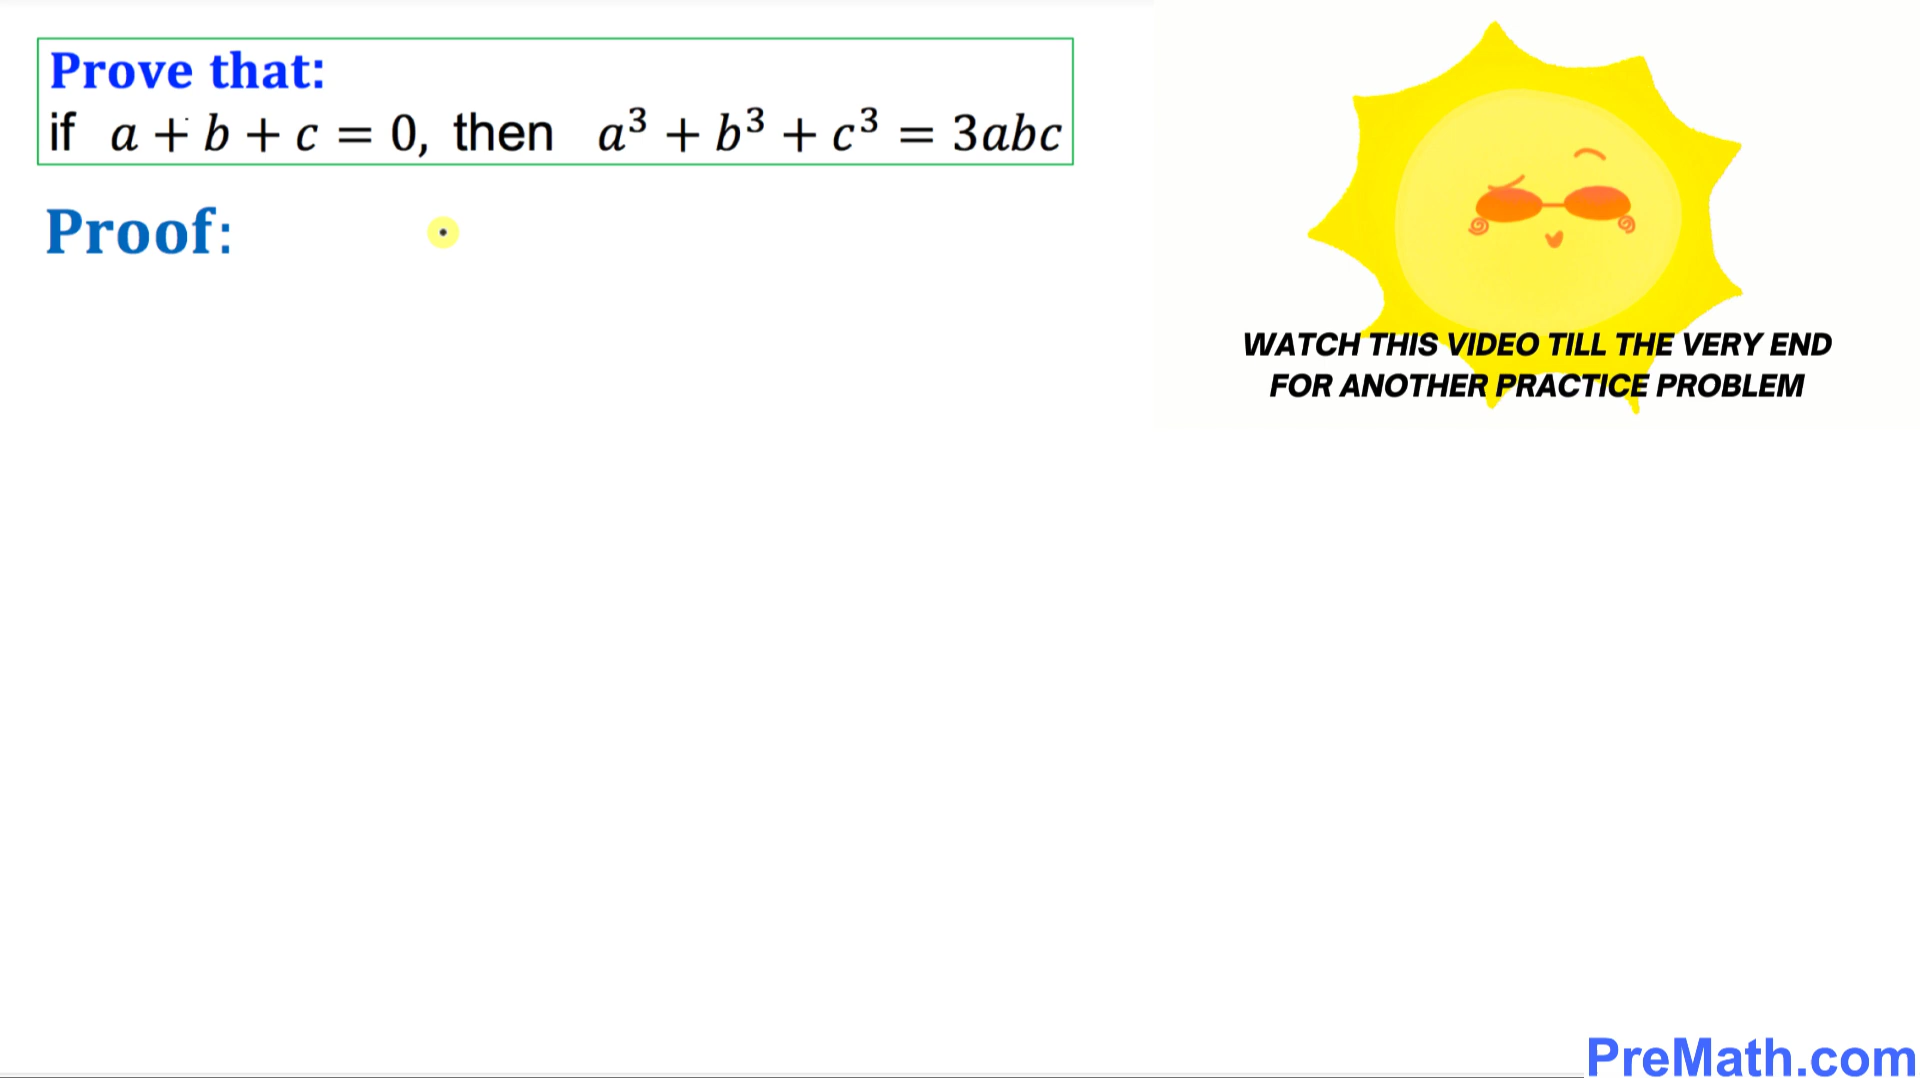 Prove that:
if a + b + c = 0, then a³ + b³ + c³ = 3abc
Proof:
WATCH THIS VIDEO TILL THE VERY END
FOR ANOTHER PRACTICE PROBLEM
PreMath.com